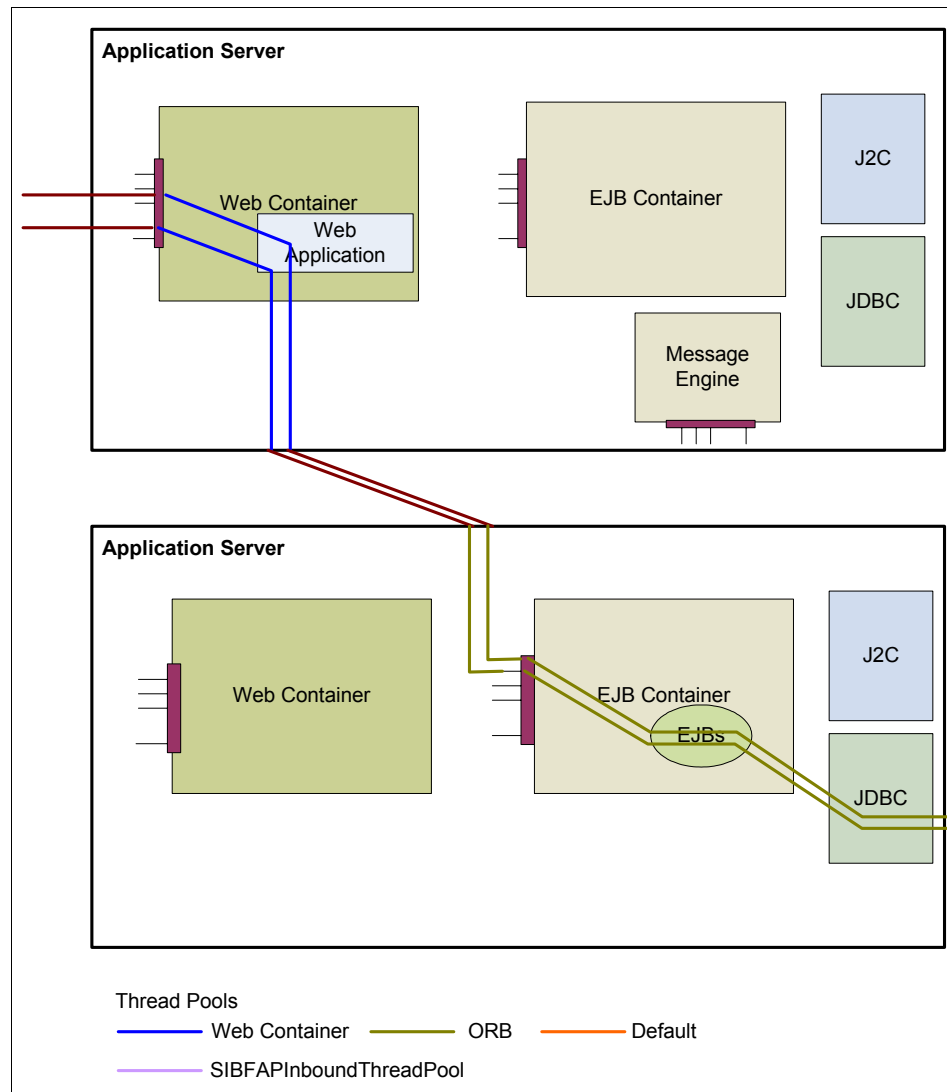 Application Server
Web Container
Web
Application
EJB Container
J2C
JDBC
Message
Engine
Application Server
Web Container
EJB Container
EJBs
J2C
JDBC
Thread Pools
Web Container
ORB
Default
SIBFAPInboundThreadPool